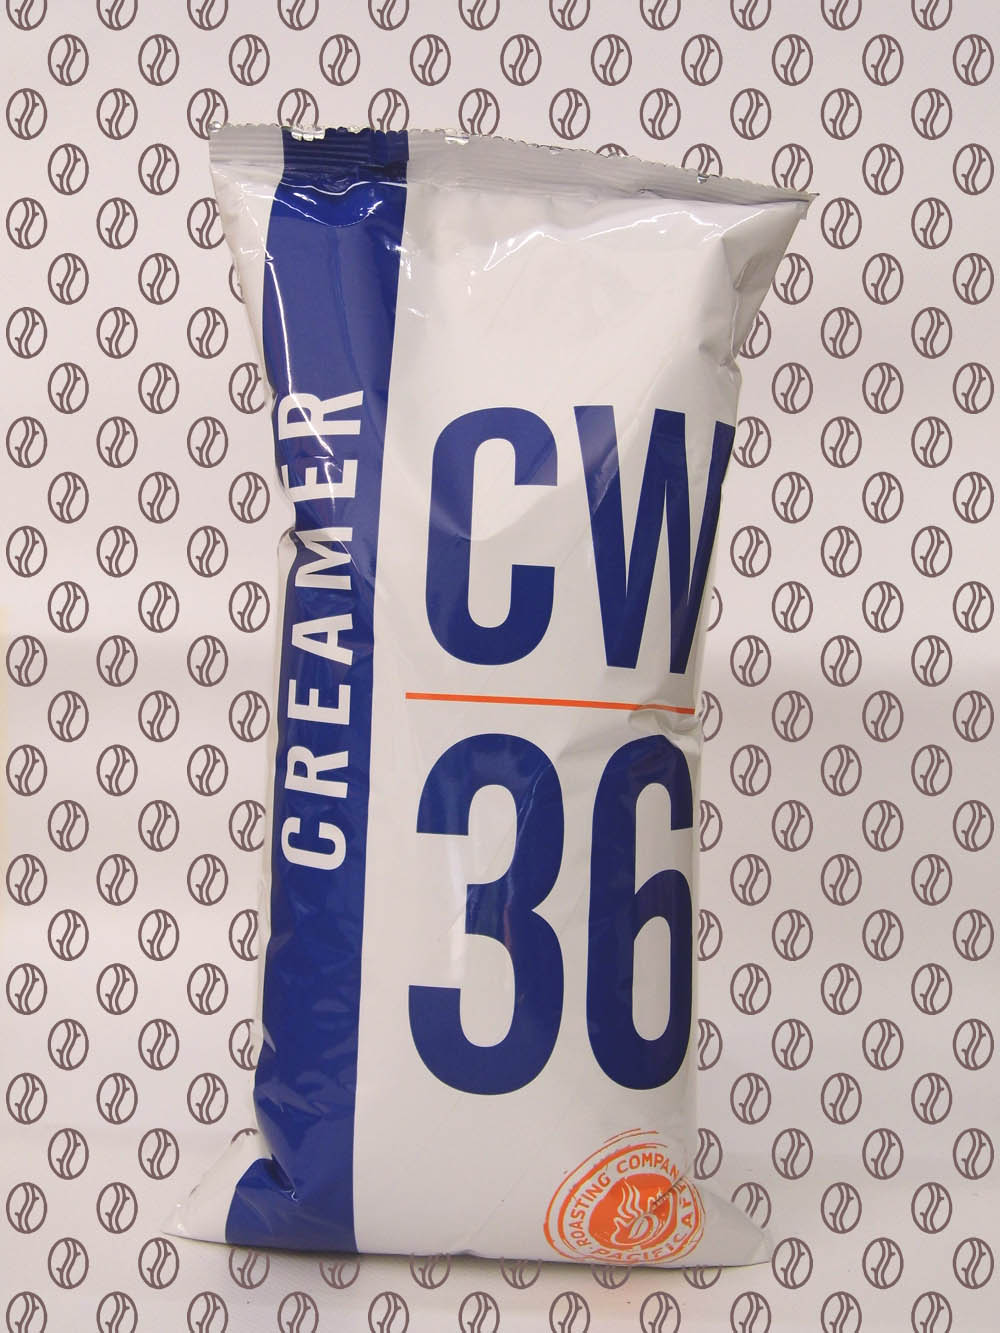 CREAMER
CW
36
ROASTING COMPANY
PACIFIC